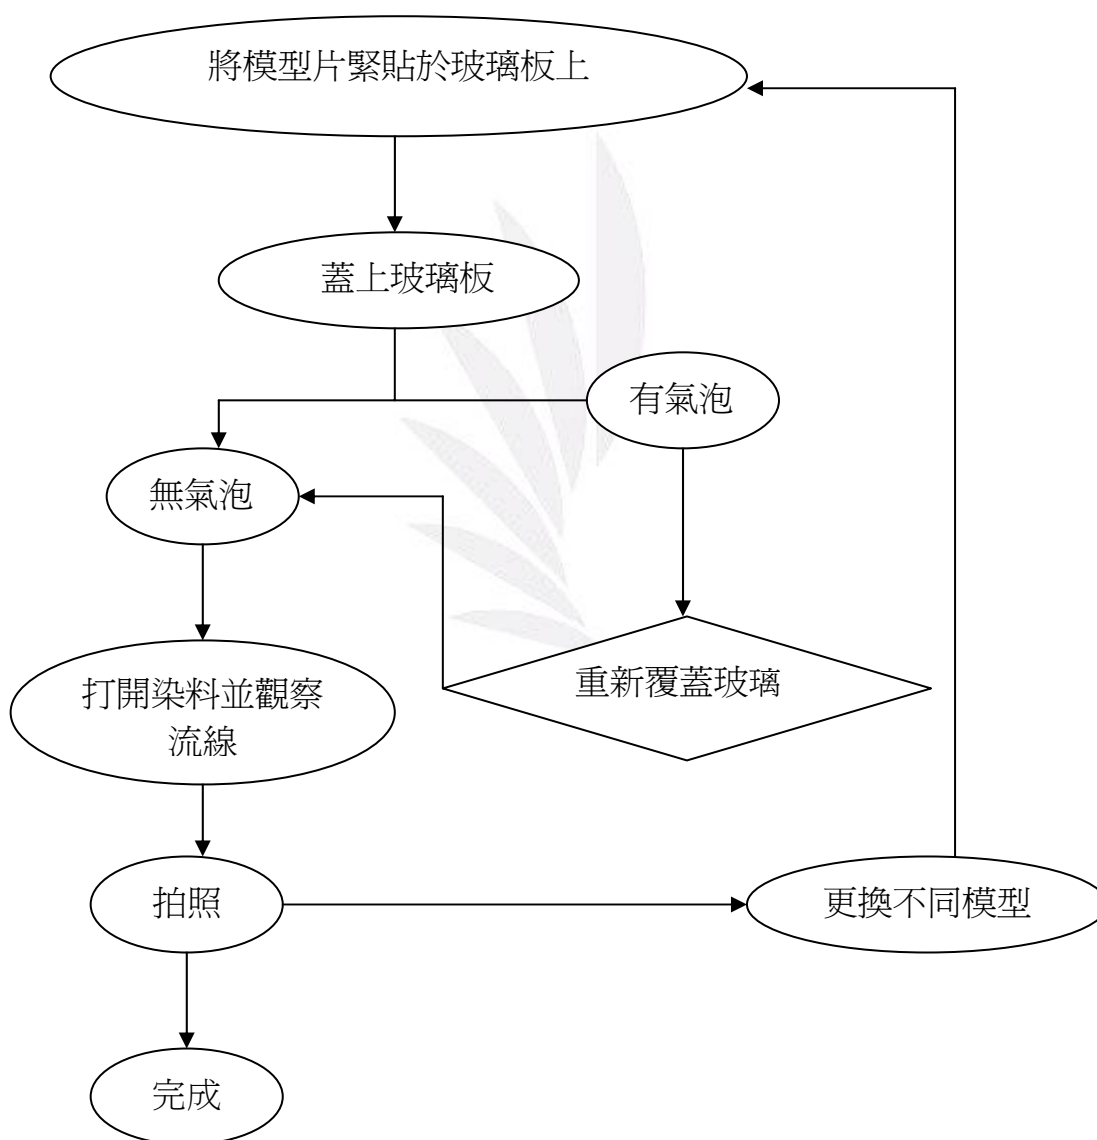 將模型片緊貼於玻璃板上
蓋上玻璃板
有氣泡
無氣泡
重新覆蓋玻璃
打開染料並觀察
流線
拍照
更換不同模型
完成